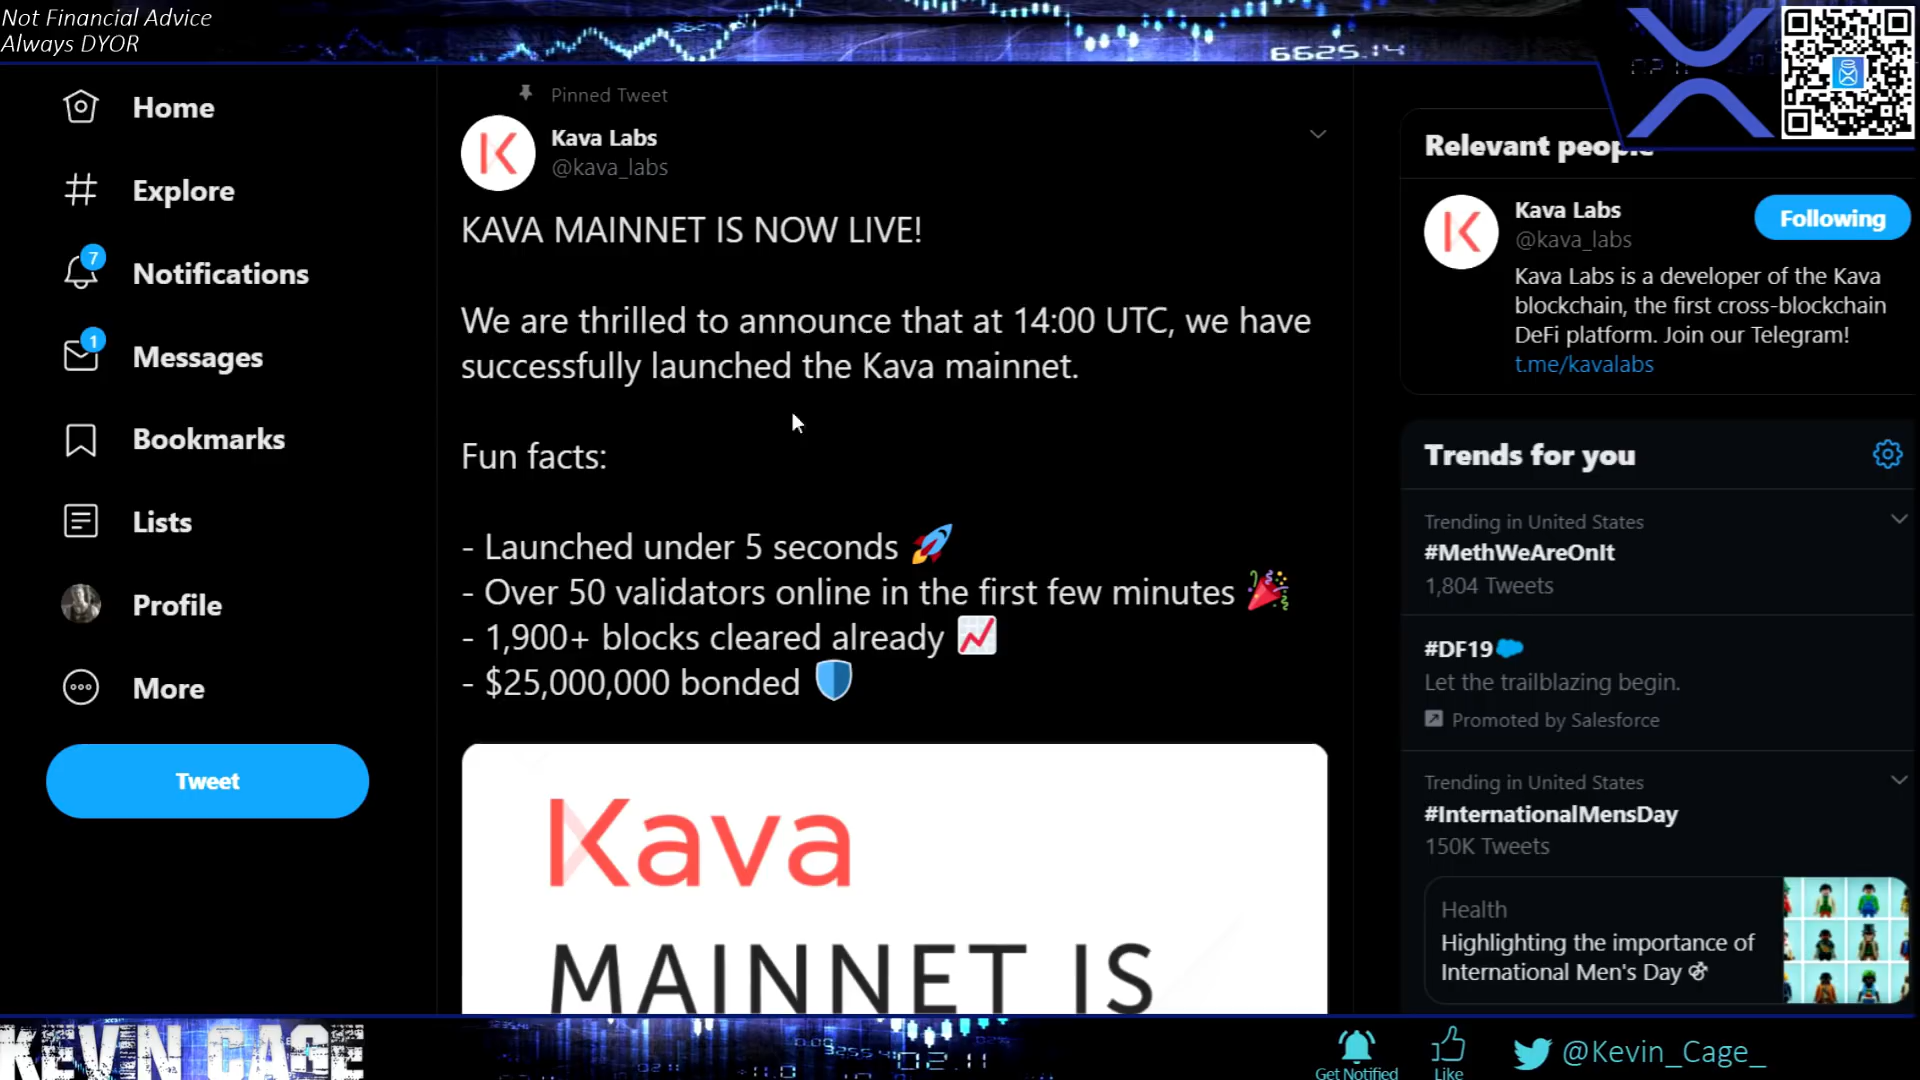 Not Financial Advice
Always DYOR
6625.14
Home
Explore
7
Notifications
1
Messages
Bookmarks
Lists
Profile
More
Tweet
Pinned Tweet
Kava Labs
@kava_labs
KAVA MAINNET IS NOW LIVE!
We are thrilled to announce that at 14:00 UTC, we have
successfully launched the Kava mainnet.
Fun facts:
- Launched under 5 seconds 🚀
- Over 50 validators online in the first few minutes 🎉
- 1,900+ blocks cleared already 📈
- $25,000,000 bonded 🛡
Kava
MAINNET IS
Relevant people
Kava Labs
@kava_labs
Following
Kava Labs is a developer of the Kava
blockchain, the first cross-blockchain
DeFi platform. Join our Telegram!
t.me/kavalabs
Trends for you
Trending in United States
#MethWeAreOnIt
1,804 Tweets
#DF19
Let the trailblazing begin.
Promoted by Salesforce
Trending in United States
#InternationalMensDay
150K Tweets
Health
Highlighting the importance of
International Men's Day
KEVIN CAGE
02.11
Get Notified
Like
@Kevin_Cage_